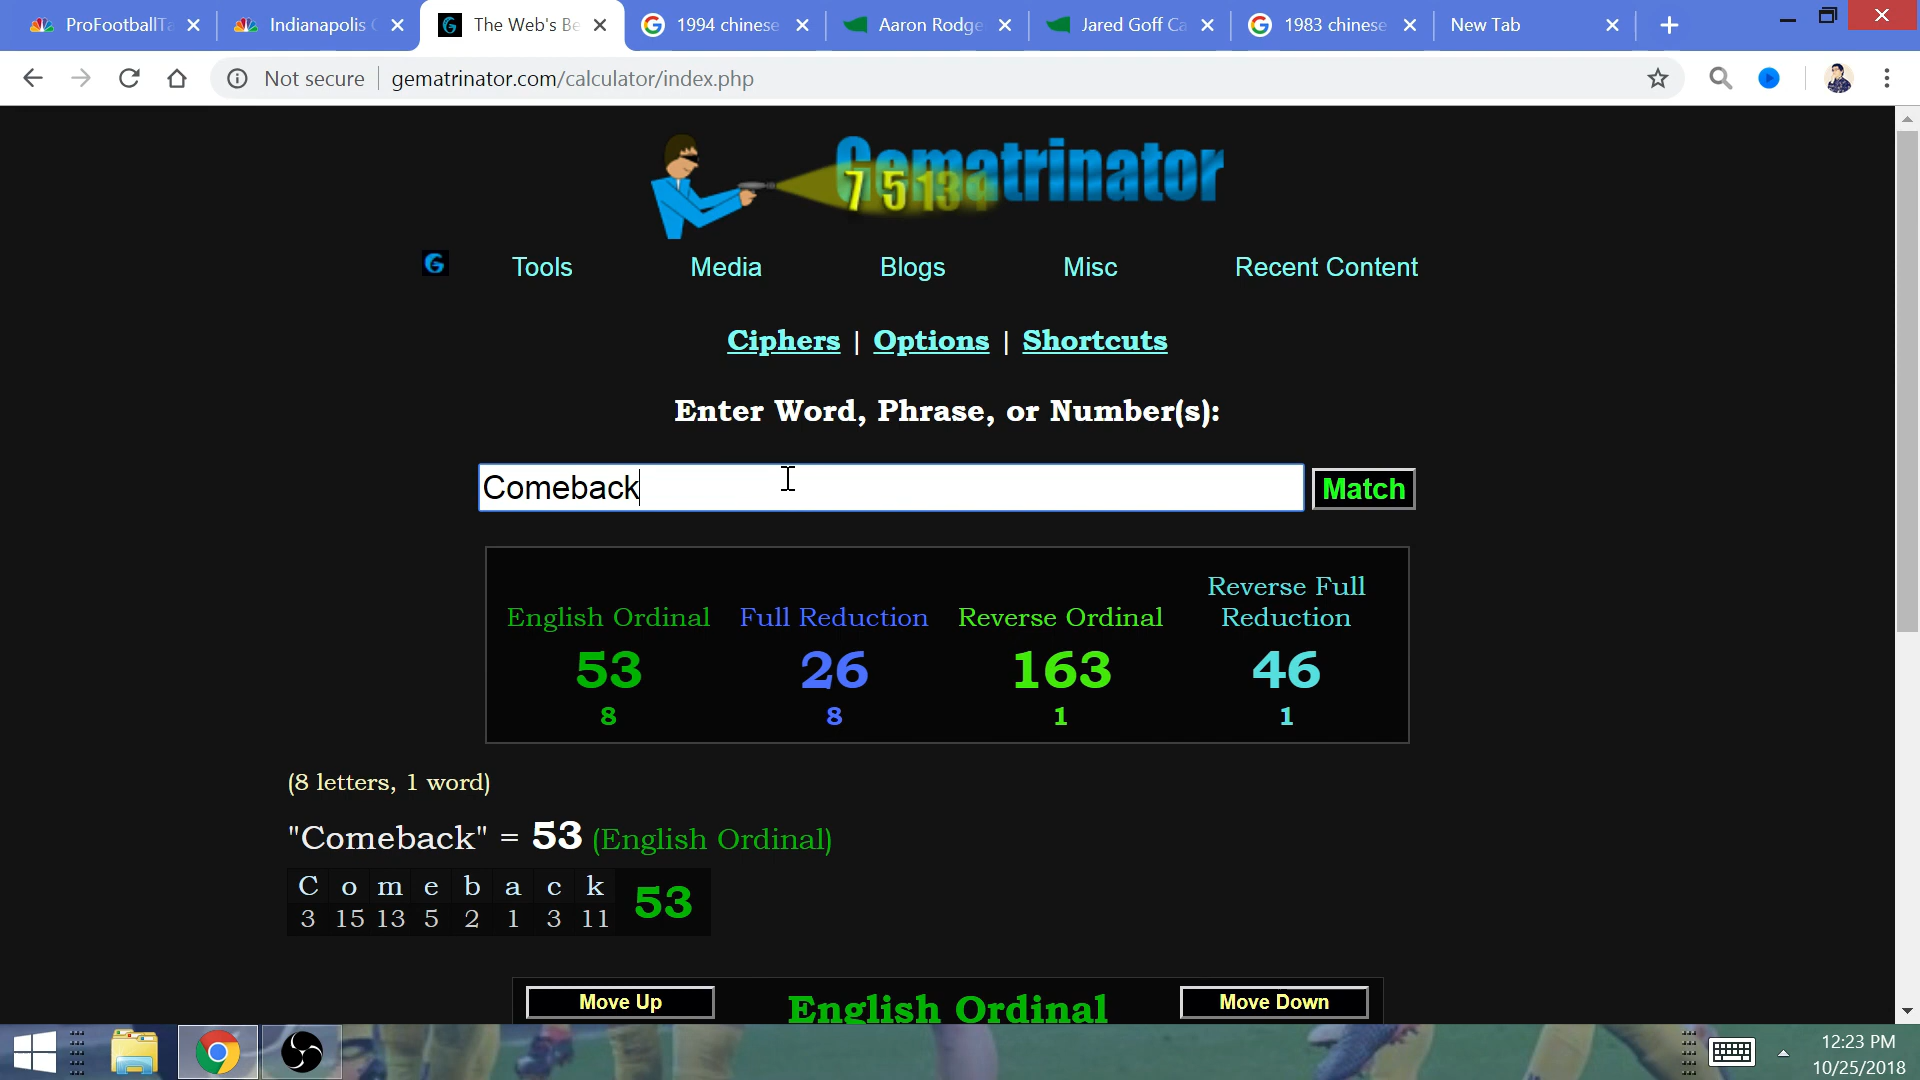 ProFootballTa
Indianapolis C
The Web's Be
1994 chinese
Aaron Rodge
Jared Goff Ca
1983 chinese
New Tab
Not secure
gematrinator.com/calculator/index.php
Gematrinator
7 5 13 9
Tools
Media
Blogs
Misc
Recent Content
Ciphers | Options | Shortcuts
Enter Word, Phrase, or Number(s):
Comeback
Match
English Ordinal
Full Reduction
Reverse Ordinal
Reverse Full
Reduction
53
26
163
46
8
8
1
1
(8 letters, 1 word)
"Comeback" = 53 (English Ordinal)
C o m e b a c k
53
3 15 13 5 2 1 3 11
Move Up
English Ordinal
Move Down
12:23 PM
10/25/2018